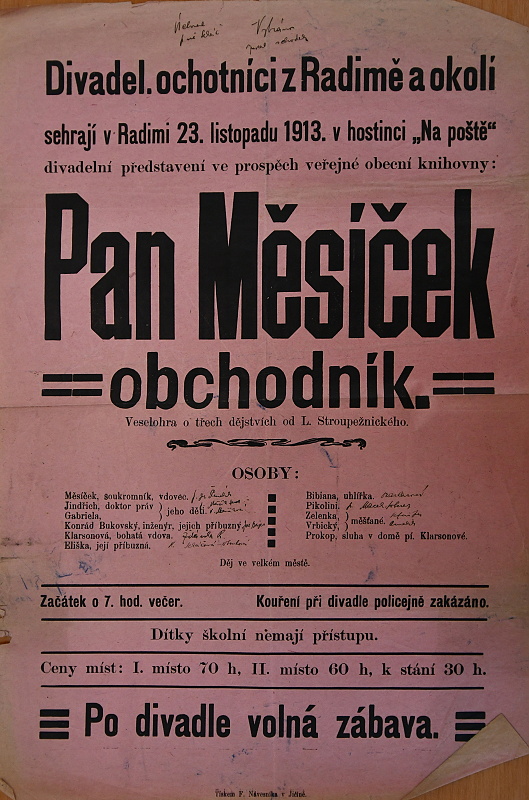 Vybráno
Divadel. ochotníci z Radimě a okolí
sehrají v Radimi 23. listopadu 1913. v hostinci „Na poště“
divadelní představení ve prospěch veřejné obecní knihovny:
Pan Měsíček
obchodník.
Veselohra o třech dějstvích od L. Stroupežnického.
OSOBY:
Měsíček, soukromník, vdovec.
Jindřich, doktor práv
Gabriela,
} jeho děti.
Konrád Bukovský, inženýr, jejich příbuzný
Klarsonová, bohatá vdova.
Eliška, její příbuzná.
Bibiana, uhlířka.
Pikolini.
Zelenka,
Vrbický,
} měšťané.
Prokop, sluha v domě pí. Klarsonové.
Děj ve velkém městě.
Začátek o 7. hod. večer. Kouření při divadle policejně zakázáno.
Dítky školní nemají přístupu.
Ceny míst: I. místo 70 h, II. místo 60 h, k stání 30 h.
Po divadle volná zábava.
Tiskem F. Návesníka v Jičíně.